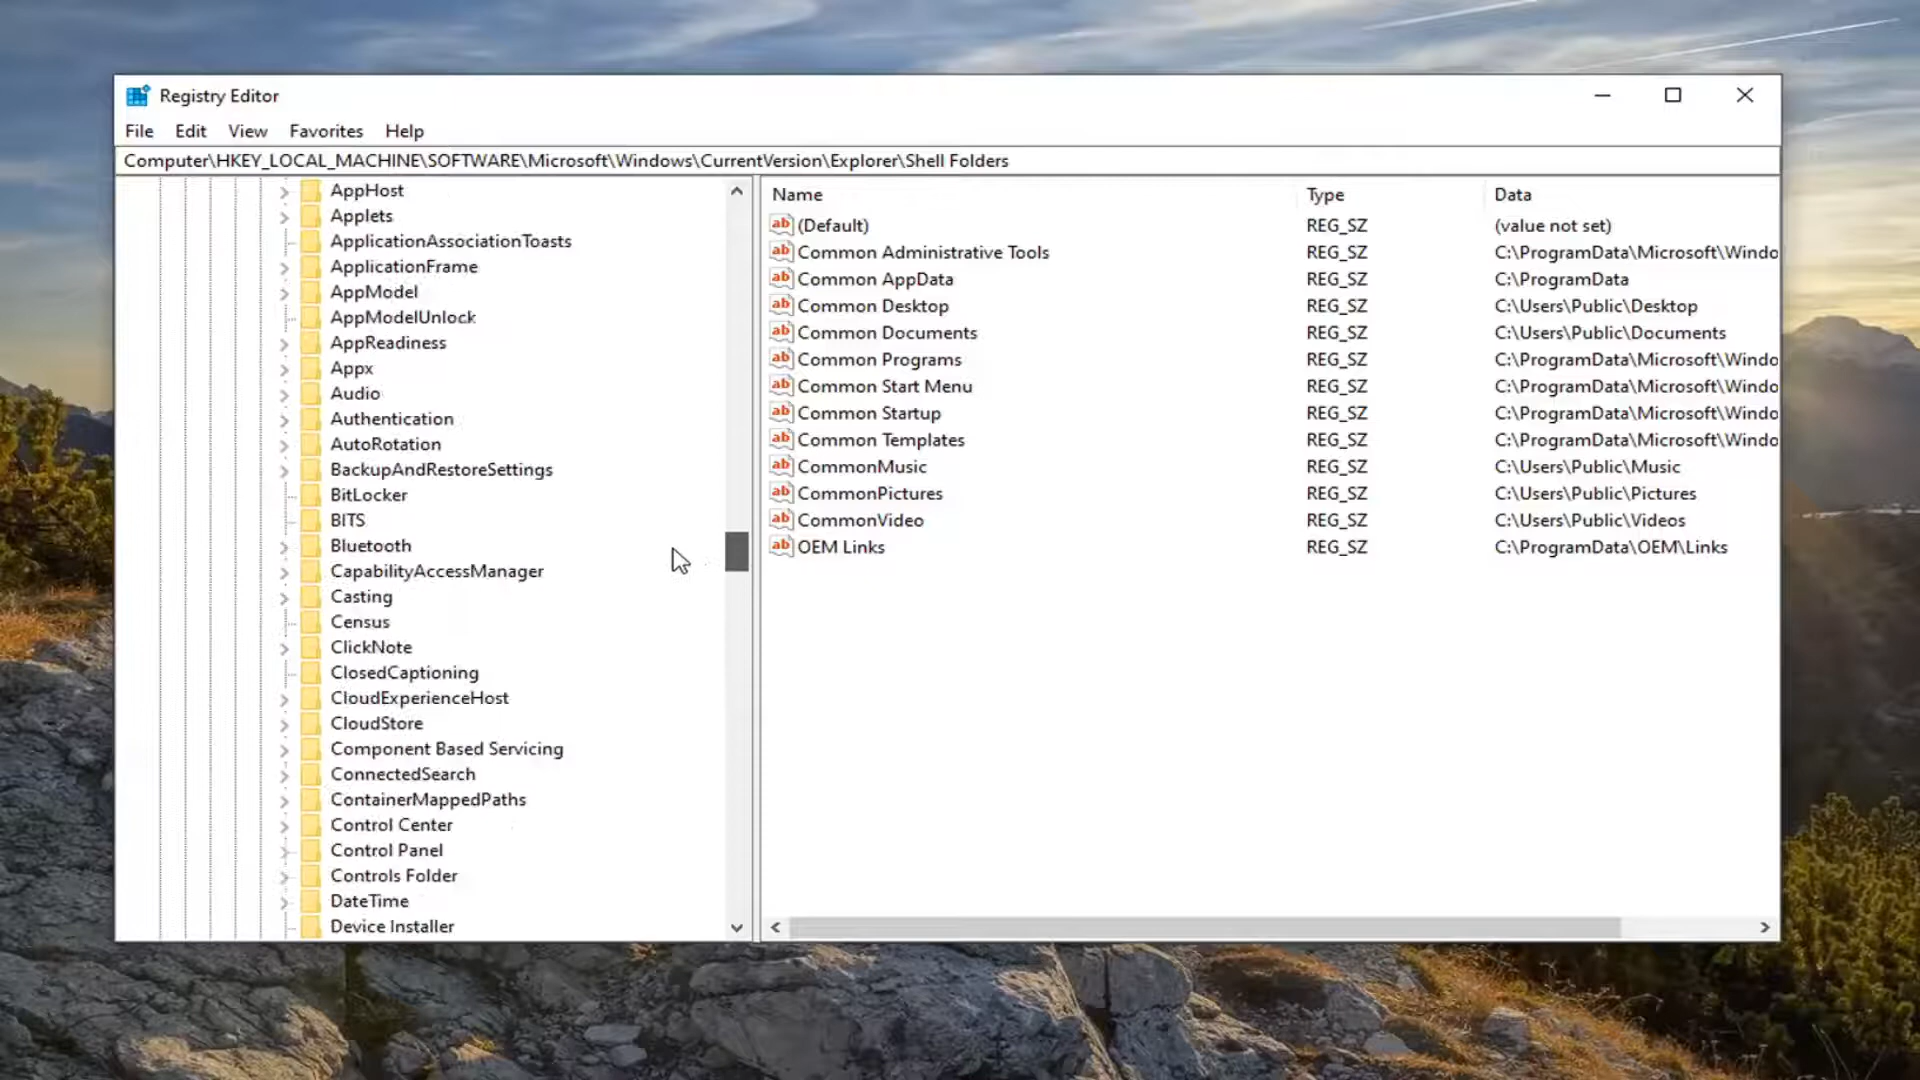 Registry Editor
File Edit View Favorites Help
Computer\HKEY_LOCAL_MACHINE\SOFTWARE\Microsoft\Windows\CurrentVersion\Explorer\Shell Folders
AppHost
Applets
ApplicationAssociationToasts
ApplicationFrame
AppModel
AppModelUnlock
AppReadiness
Appx
Audio
Authentication
AutoRotation
BackupAndRestoreSettings
BitLocker
BITS
Bluetooth
CapabilityAccessManager
Casting
Census
ClickNote
ClosedCaptioning
CloudExperienceHost
CloudStore
Component Based Servicing
ConnectedSearch
ContainerMappedPaths
Control Center
Control Panel
Controls Folder
DateTime
Device Installer
Name Type Data
(Default) REG_SZ (value not set)
Common Administrative Tools REG_SZ C:\ProgramData\Microsoft\Windo
Common AppData REG_SZ C:\ProgramData
Common Desktop REG_SZ C:\Users\Public\Desktop
Common Documents REG_SZ C:\Users\Public\Documents
Common Programs REG_SZ C:\ProgramData\Microsoft\Windo
Common Start Menu REG_SZ C:\ProgramData\Microsoft\Windo
Common Startup REG_SZ C:\ProgramData\Microsoft\Windo
Common Templates REG_SZ C:\ProgramData\Microsoft\Windo
CommonMusic REG_SZ C:\Users\Public\Music
CommonPictures REG_SZ C:\Users\Public\Pictures
CommonVideo REG_SZ C:\Users\Public\Videos
OEM Links REG_SZ C:\ProgramData\OEM\Links